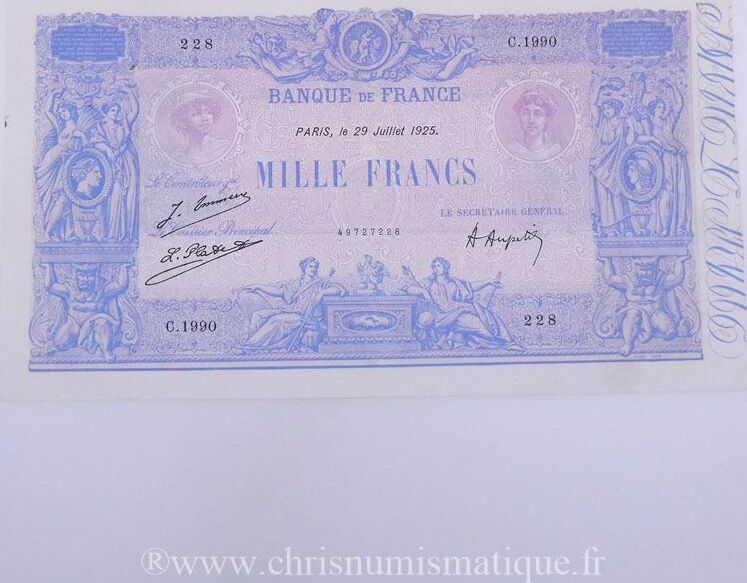 228 C.1990
BANQUE DE FRANCE
PARIS, le 29 Juillet 1925.
MILLE FRANCS
Le Contrôleur gal
LE SECRÉTAIRE GÉNÉRAL
Le Caissier Principal
49727228
C.1990 228
®www.chrisnumismatique.fr